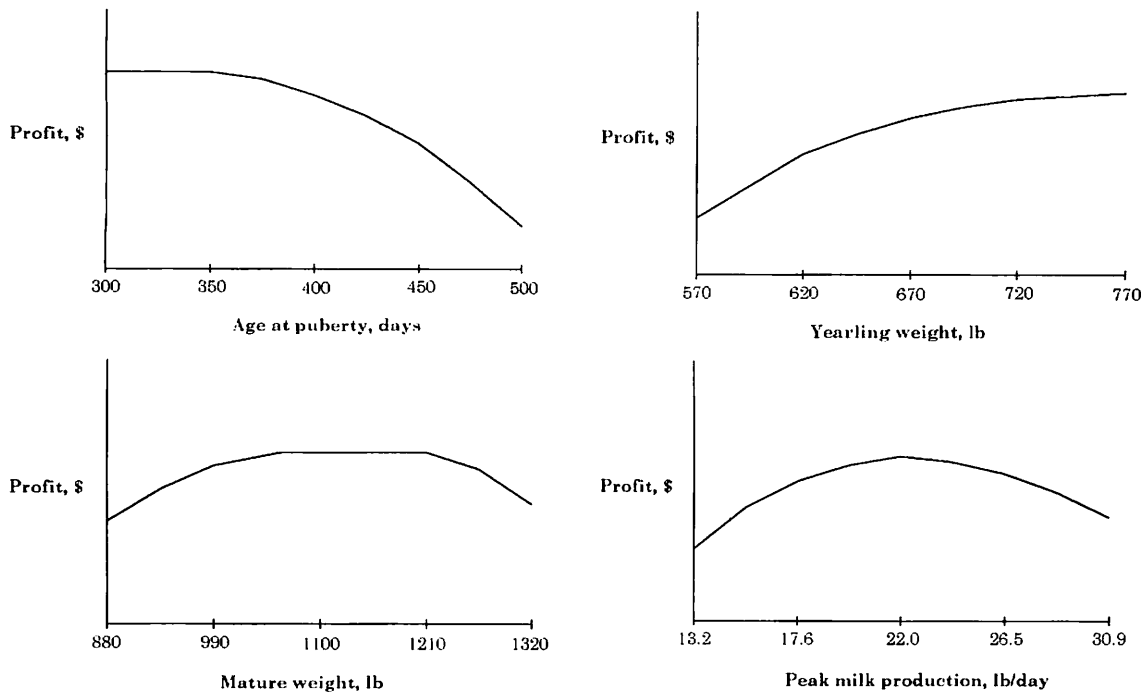 Profit, $
300 350 400 450 500
Age at puberty, days
Profit, $
570 620 670 720 770
Yearling weight, lb
Profit, $
880 990 1100 1210 1320
Mature weight, lb
Profit, $
13.2 17.6 22.0 26.5 30.9
Peak milk production, lb/day